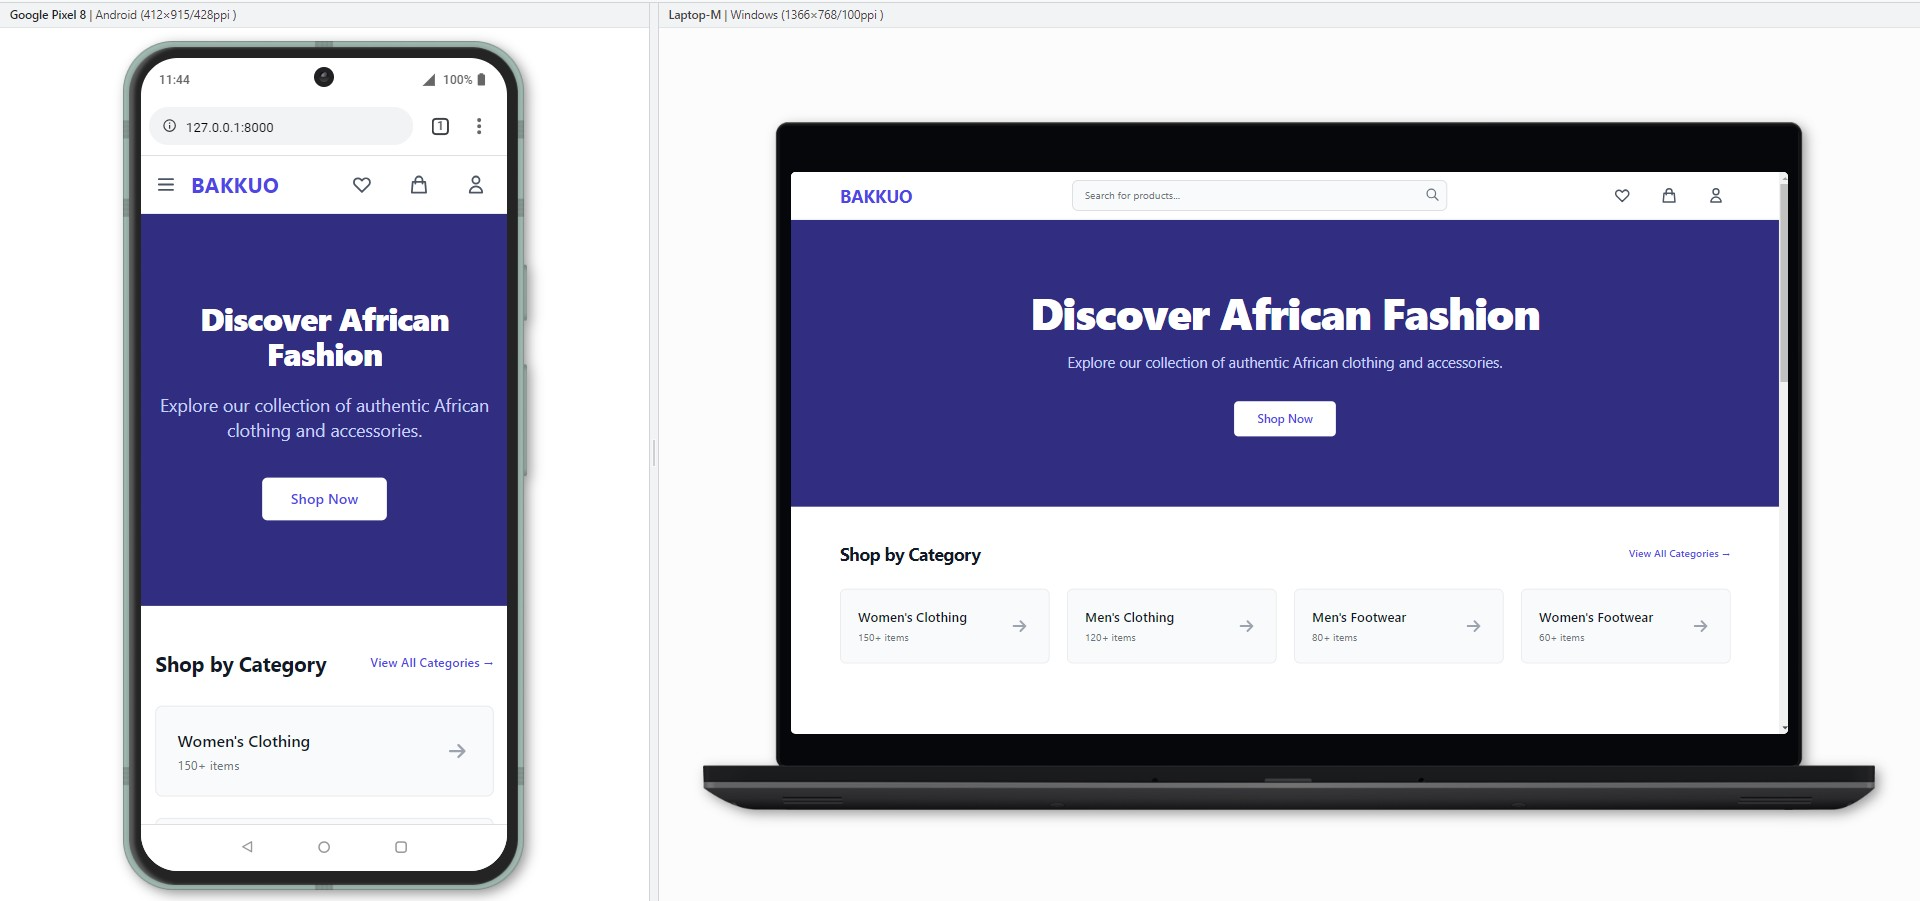 Google Pixel 8 | Android (412×915/428ppi )
11:44
100%
127.0.0.1:8000
1
BAKKUO
Discover African
Fashion
Explore our collection of authentic African
clothing and accessories.
Shop Now
Shop by Category
View All Categories →
Women's Clothing
150+ items
Laptop-M | Windows (1366×768/100ppi )
BAKKUO
Search for products...
Discover African Fashion
Explore our collection of authentic African clothing and accessories.
Shop Now
Shop by Category
View All Categories →
Women's Clothing
150+ items
Men's Clothing
120+ items
Men's Footwear
80+ items
Women's Footwear
60+ items